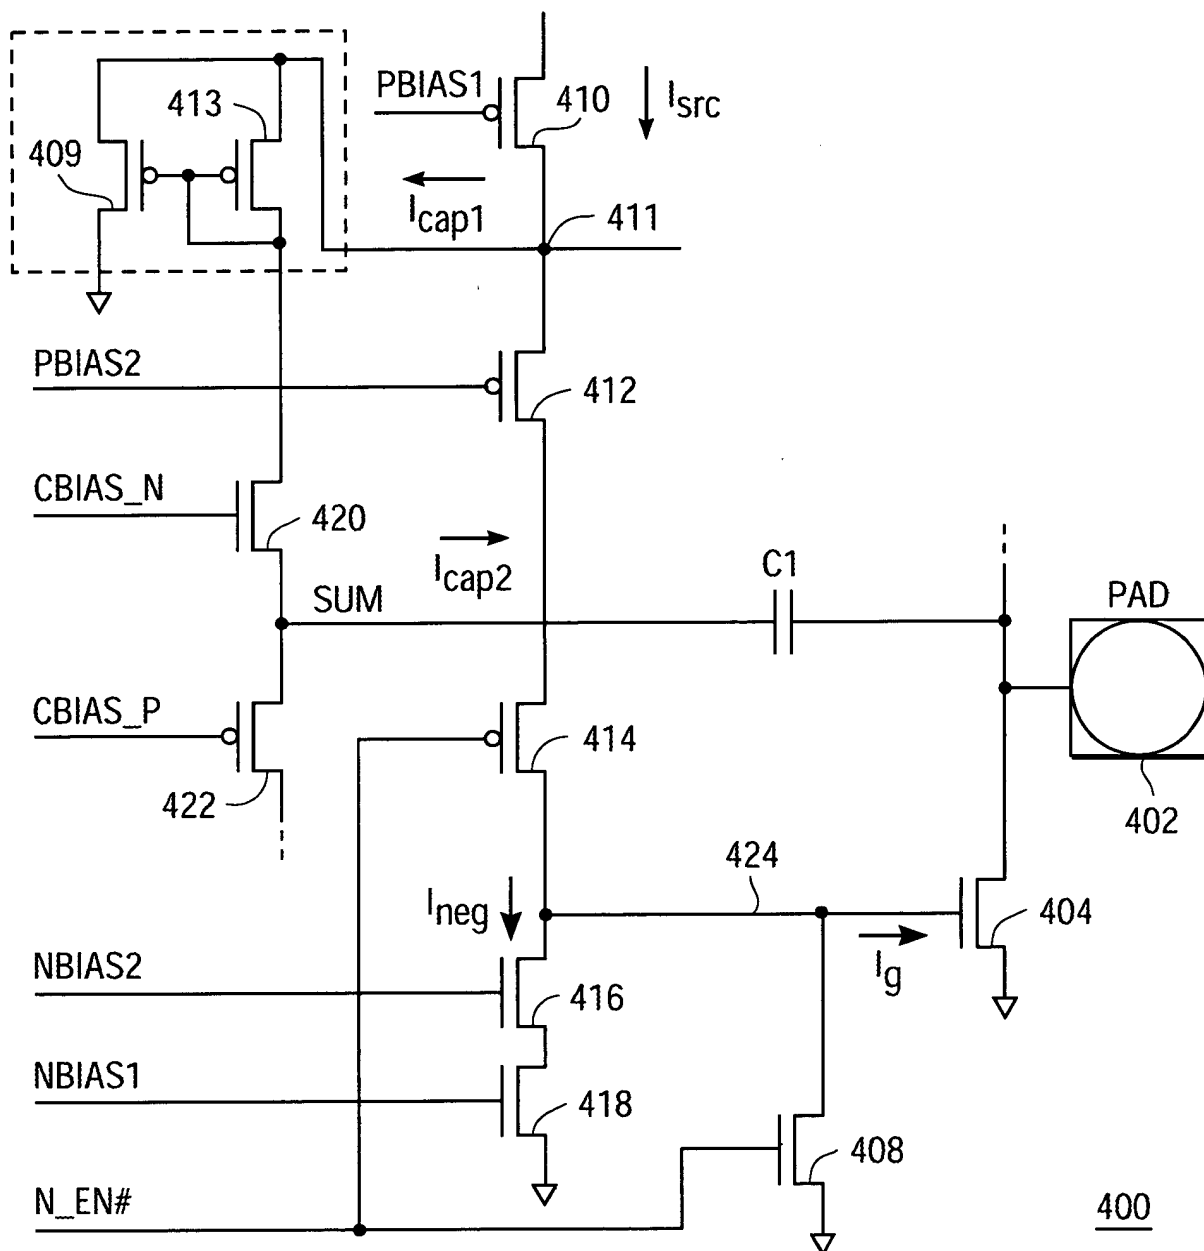 413
PBIAS1
410
Isrc
409
Icap1
411
PBIAS2
412
CBIAS_N
420
Icap2
C1
PAD
SUM
CBIAS_P
414
422
402
424
Ineg
404
Ig
NBIAS2
416
NBIAS1
418
408
N_EN#
400